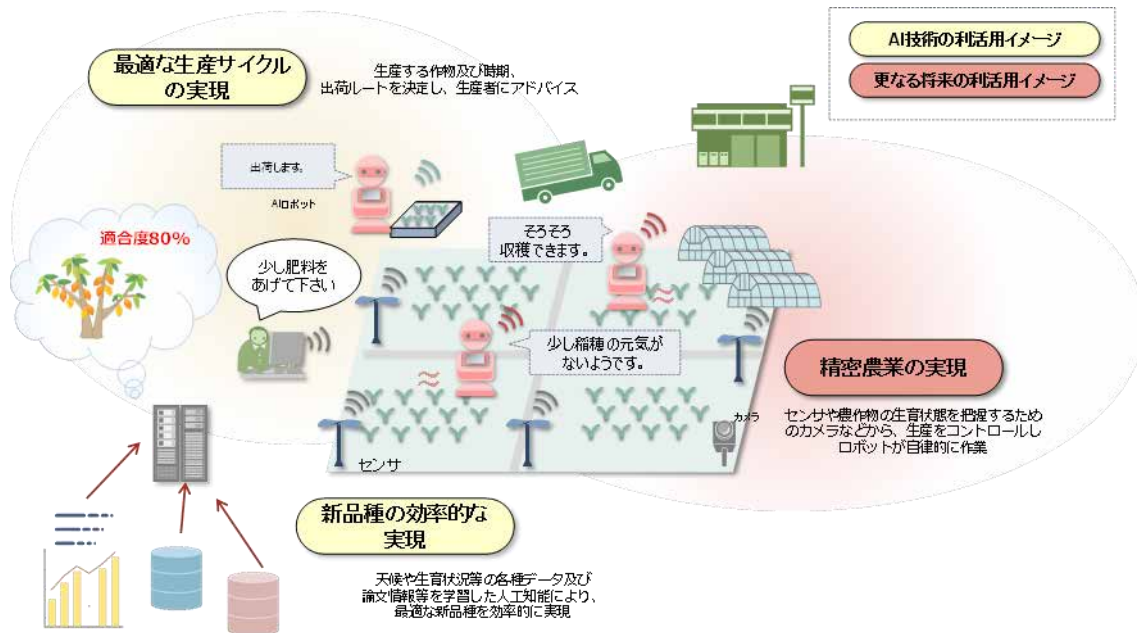 AI技術の利活用イメージ
更なる将来の利活用イメージ
最適な生産サイクル
の実現
生産する作物及び時期、
出荷ルートを決定し、生産者にアドバイス
出荷します。
AIロボット
適合度80%
少し肥料を
あげて下さい
そろそろ
収穫できます。
少し稲穂の元気が
ないようです。
精密農業の実現
センサや農作物の生育状態を把握するため
のカメラなどから、生産をコントロールし
ロボットが自律的に作業
カメラ
センサ
新品種の効率的な
実現
天候や生育状況等の各種データ及び
論文情報等を学習した人工知能により、
最適な新品種を効率的に実現